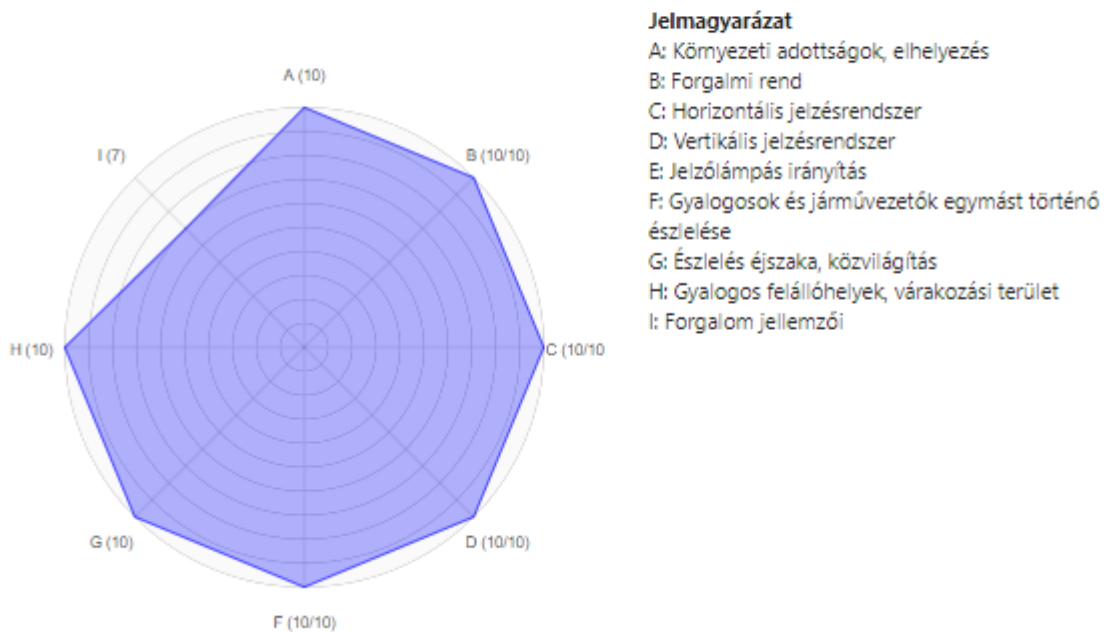 A (10)
I (7)
B (10/10)
H (10)
C (10/10
G (10)
D (10/10)
F (10/10)
Jelmagyarázat
A: Környezeti adottságok, elhelyezés
B: Forgalmi rend
C: Horizontális jelzésrendszer
D: Vertikális jelzésrendszer
E: Jelzőlámpás irányítás
F: Gyalogosok és járművezetők egymást történő
észlelése
G: Észlelés éjszaka, közvilágítás
H: Gyalogos felállóhelyek, várakozási terület
I: Forgalom jellemzői